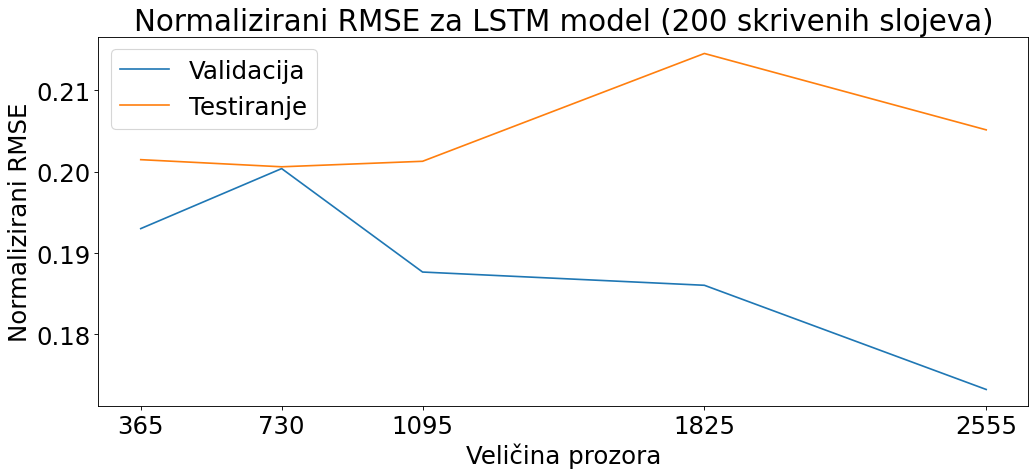 Normalizirani RMSE za LSTM model (200 skrivenih slojeva)
Validacija
Testiranje
Normalizirani RMSE
0.21
0.20
0.19
0.18
365 730 1095 1825 2555
Veličina prozora